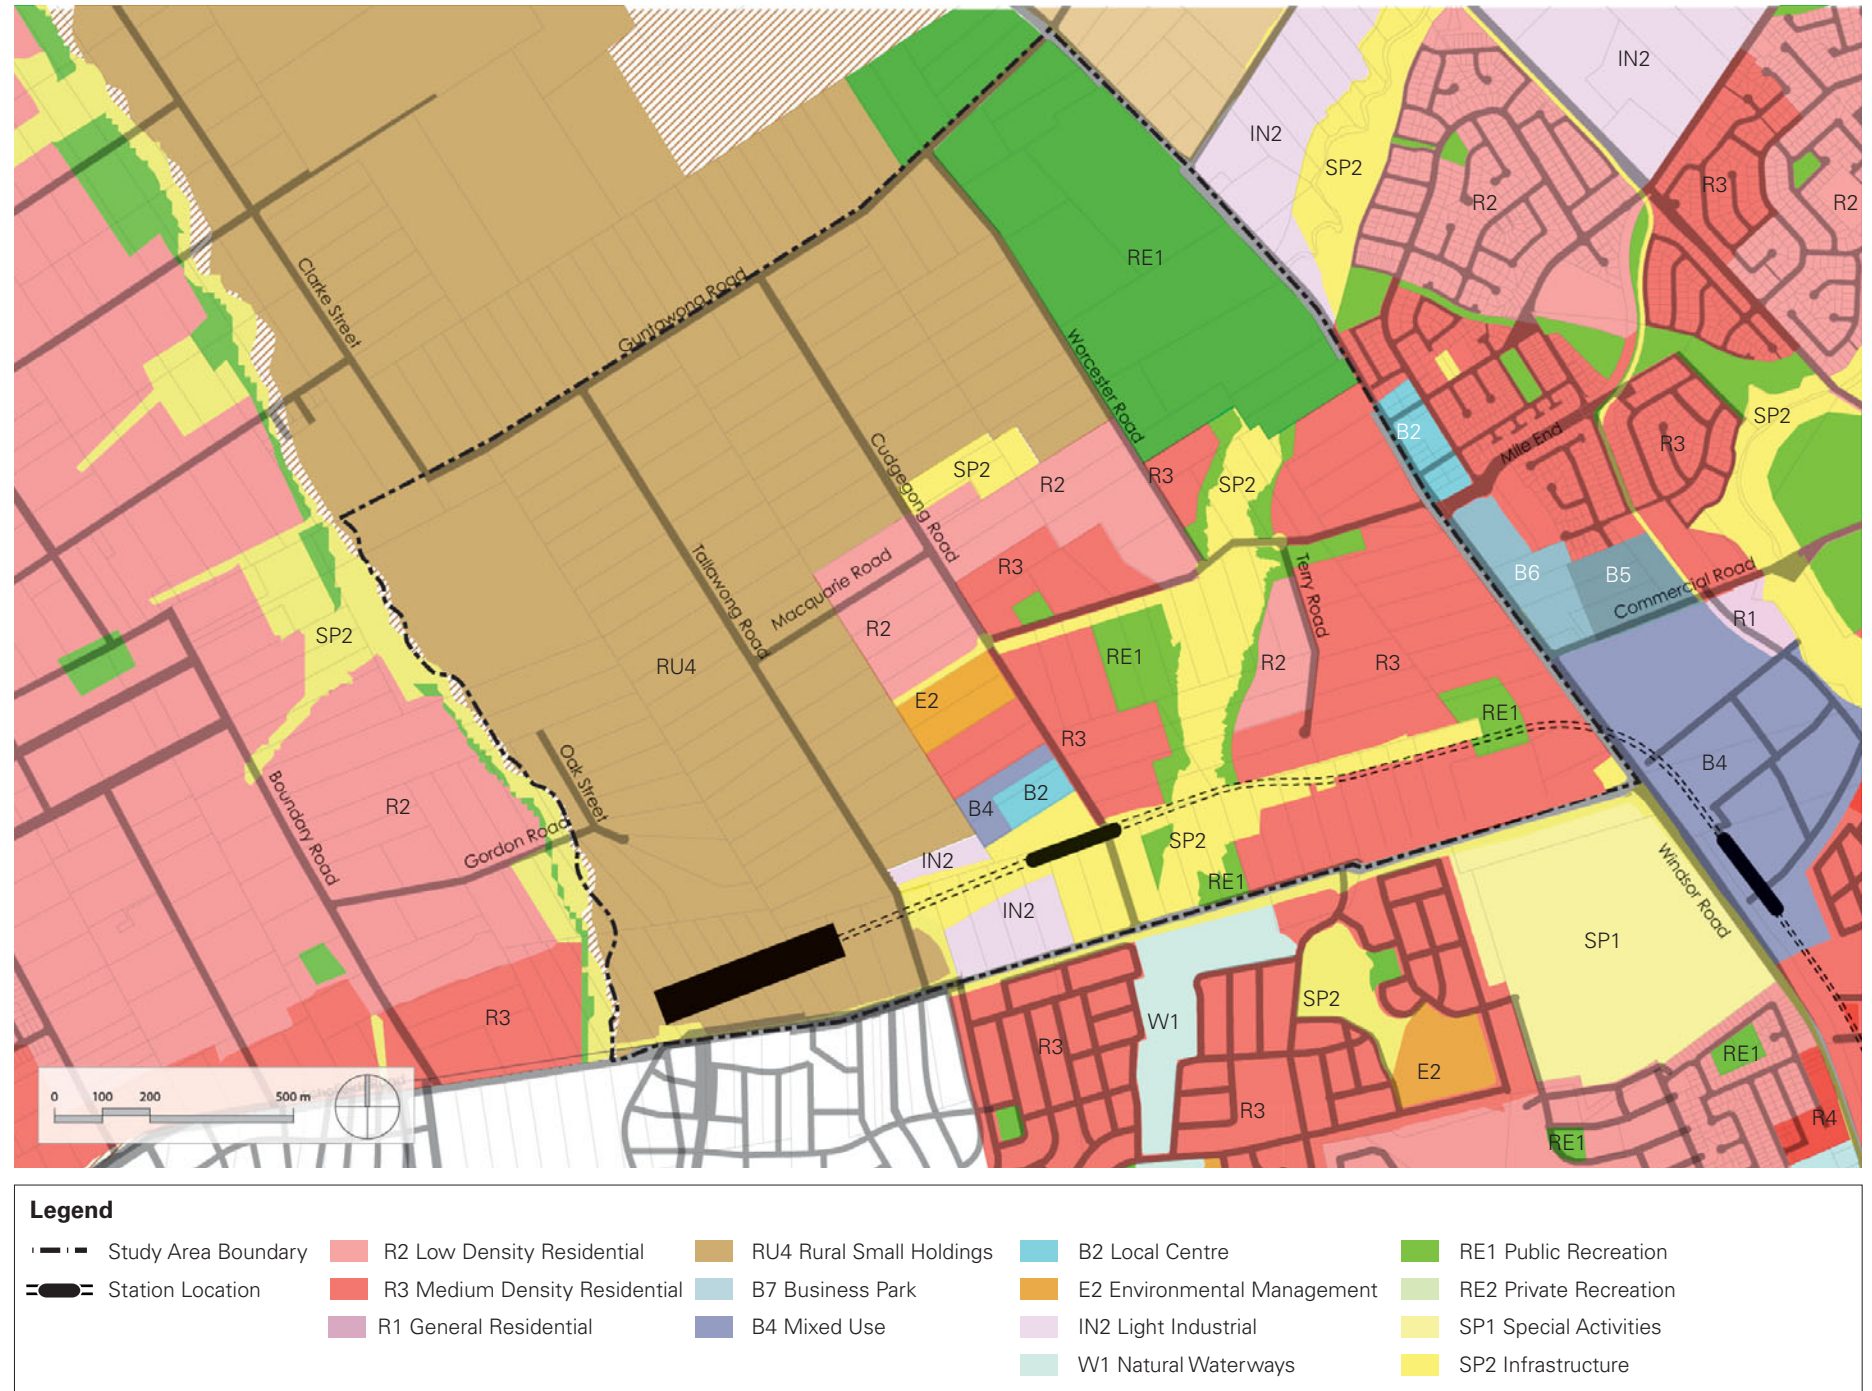 IN2
IN2
SP2
R3
R2
R2
Clarke Street
RE1
Guntawong Road
Worcester Road
SP2
B2
Mile End
R3
Cudgegong Road
SP2
R2
R3
SP2
Tallawong Road
Macquarie Road
R3
Terry Road
B6
B5
Commercial Road
R1
SP2
R2
RU4
RE1
R2
R3
E2
RE1
R3
B4
Oak Street
B2
B4
R2
Boundary Road
Gordon Road
IN2
SP2
RE1
Windsor Road
IN2
SP1
R3
SP2
W1
R3
E2
RE1
R3
R4
RE1
0 100 200 500 m
Legend
Study Area Boundary
Station Location
R2 Low Density Residential
R3 Medium Density Residential
R1 General Residential
RU4 Rural Small Holdings
B7 Business Park
B4 Mixed Use
B2 Local Centre
E2 Environmental Management
IN2 Light Industrial
W1 Natural Waterways
RE1 Public Recreation
RE2 Private Recreation
SP1 Special Activities
SP2 Infrastructure